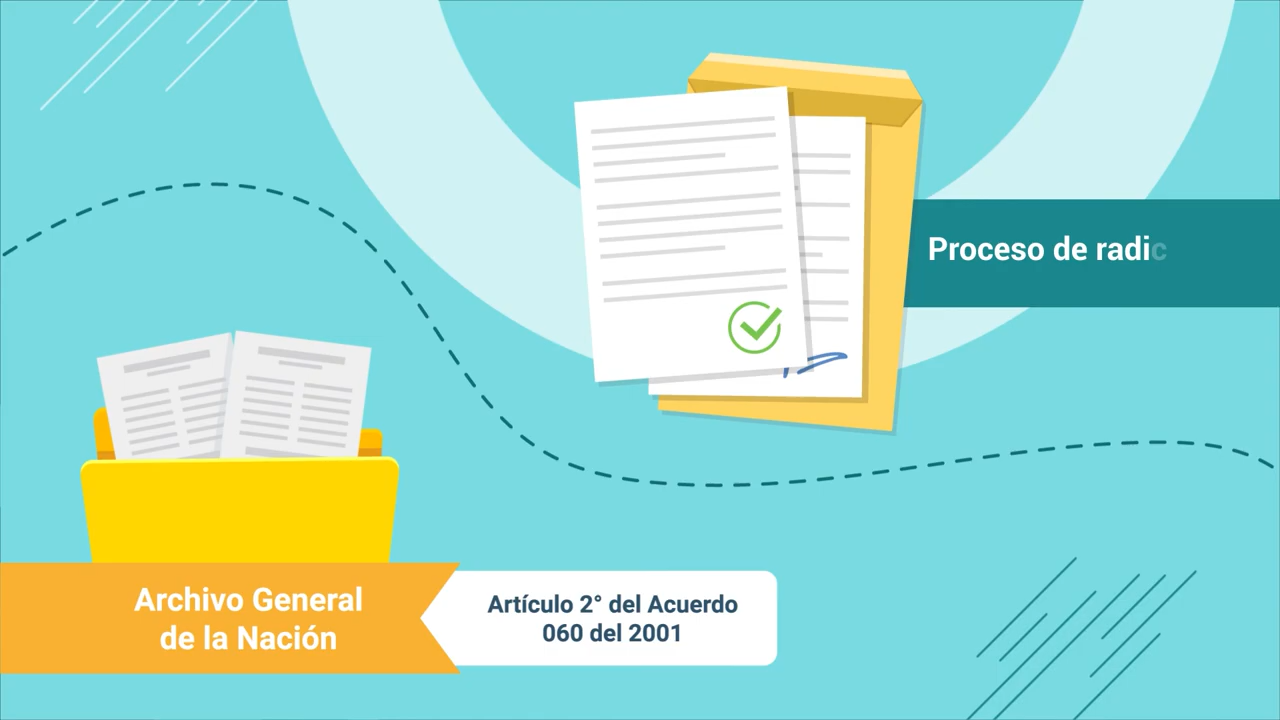 Proceso de radic
Archivo General
de la Nación
Artículo 2° del Acuerdo
060 del 2001